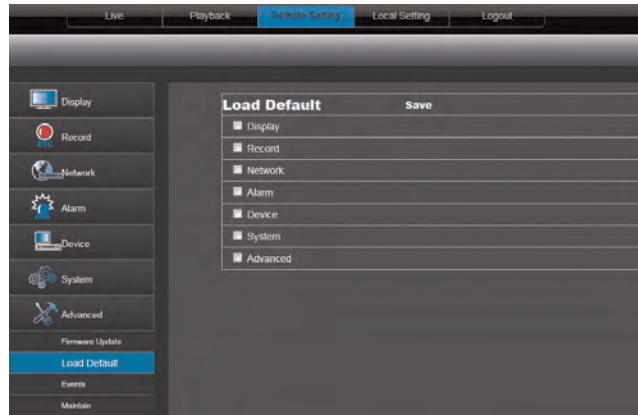 Live Playback Remote Setting Local Setting Logout
Display
Record
Network
Alarm
Device
System
Advanced
Firmware Update
Load Default
Events
Maintain
Load Default Save
Display
Record
Network
Alarm
Device
System
Advanced